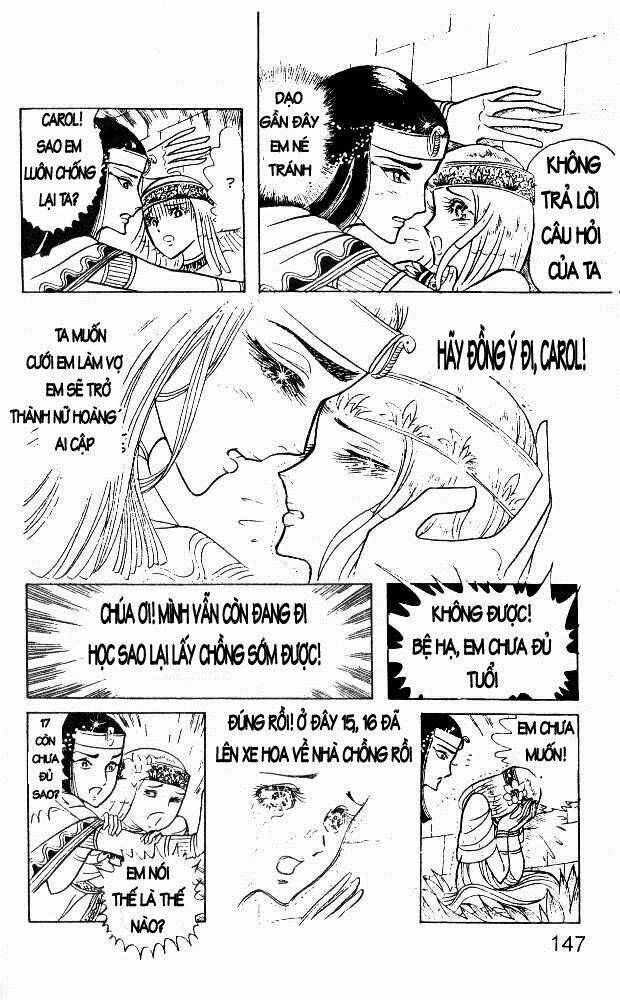 CAROL!
SAO EM
LUÔN CHỐNG
LẠI TA?
?
DẠO
GẦN ĐÂY
EM NÉ
TRÁNH
KHÔNG
TRẢ LỜI
CÂU HỎI
CỦA TA
TA MUỐN
CƯỚI EM LÀM VỢ
EM SẼ TRỞ
THÀNH NỮ HOÀNG
AI CẬP
HÃY ĐỒNG Ý ĐI, CAROL!
CHÚA ƠI! MÌNH VẪN CÒN ĐANG ĐI
HỌC SAO LẠI LẤY CHỒNG SỚM ĐƯỢC!
KHÔNG ĐƯỢC!
BỆ HẠ, EM CHƯA ĐỦ
TUỔI
17
CÒN
CHƯA
ĐỦ
SAO?
EM NÓI
THẾ LÀ THẾ
NÀO?
ĐÚNG RỒI! Ở ĐÂY 15, 16 ĐÃ
LÊN XE HOA VỀ NHÀ CHỒNG RỒI
EM CHƯA
MUỐN!
147